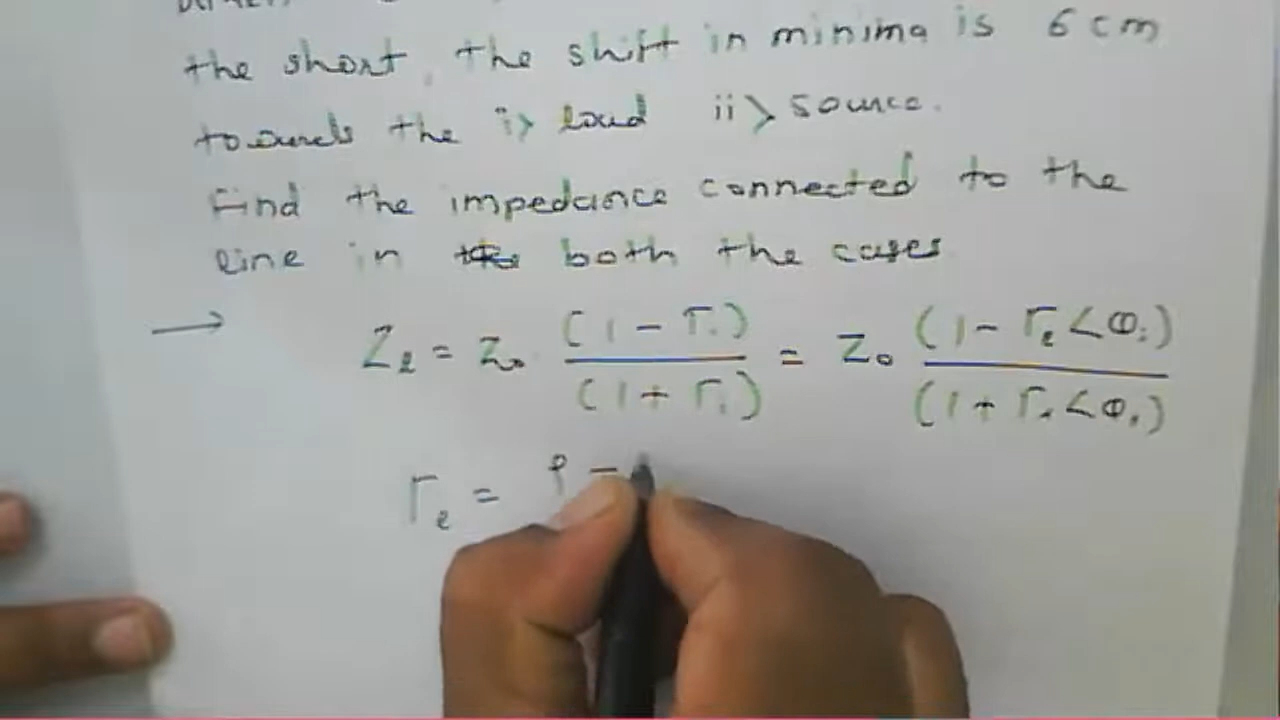 the short, the shift in minima is 6 cm
towards the i> load ii> source.
Find the impedance connected to the
line in both the cases
→ Z_l = Z_0 (1 - Γ_l) / (1 + Γ_l) = Z_0 (1 - Γ_l <Φ_l) / (1 + Γ_l <Φ_l)
Γ_l = ρ -